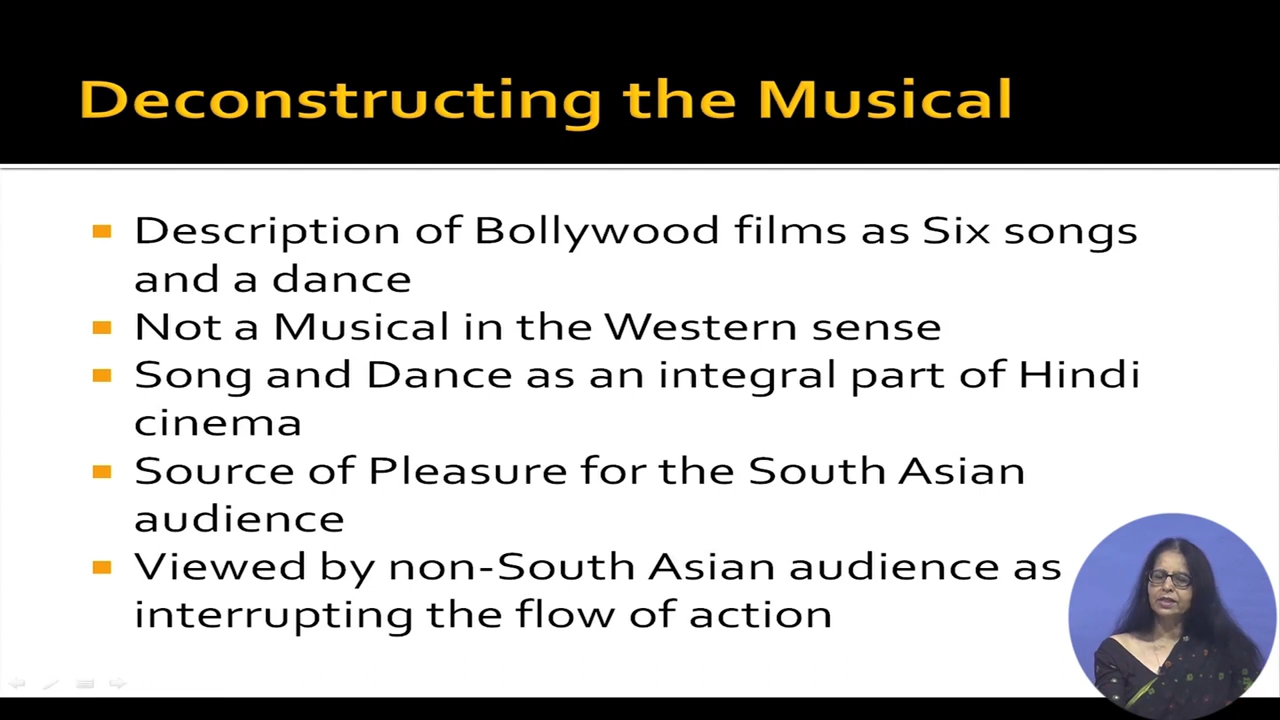 Deconstructing the Musical
Description of Bollywood films as Six songs
and a dance
Not a Musical in the Western sense
Song and Dance as an integral part of Hindi
cinema
Source of Pleasure for the South Asian
audience
Viewed by non-South Asian audience as
interrupting the flow of action